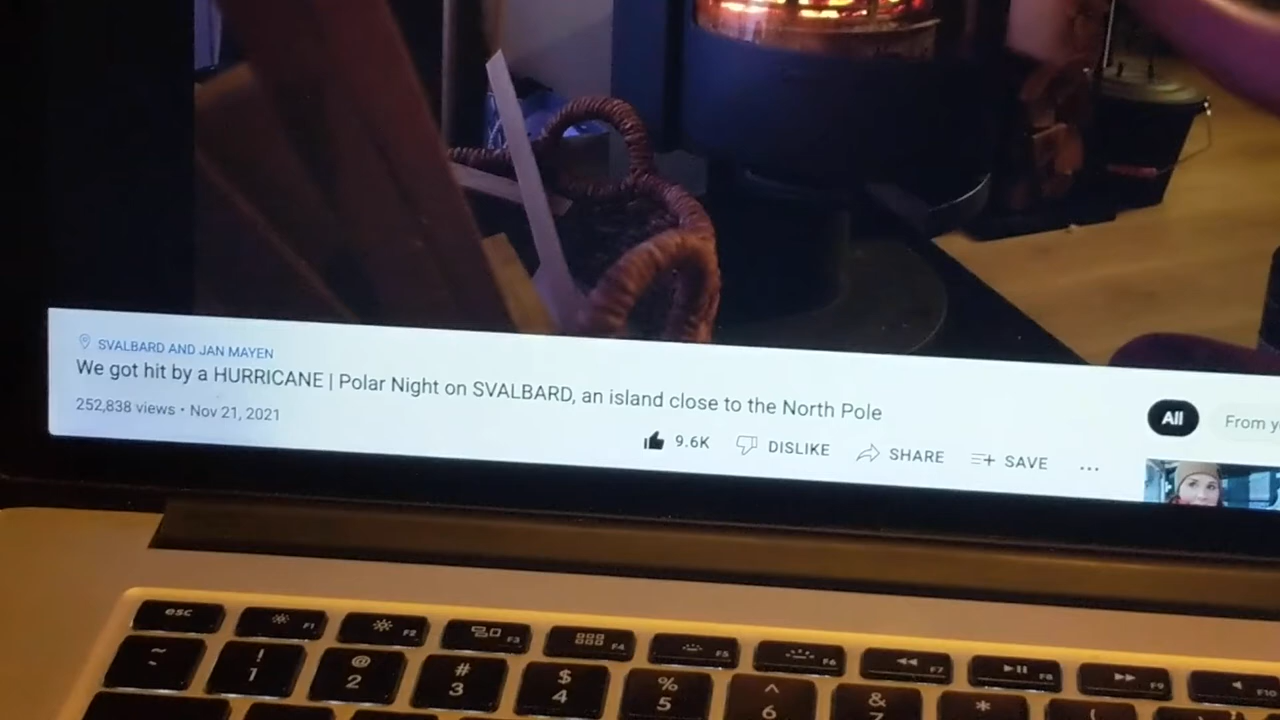 SVALBARD AND JAN MAYEN
We got hit by a HURRICANE | Polar Night on SVALBARD, an island close to the North Pole
252,838 views • Nov 21, 2021
9.6K DISLIKE SHARE SAVE ...
All From y
esc F1 F2 F3 F4 F5 F6 F7 F8 F9 F10
~ ! @ # $ % ^ & * (
` 1 2 3 4 5 6 7